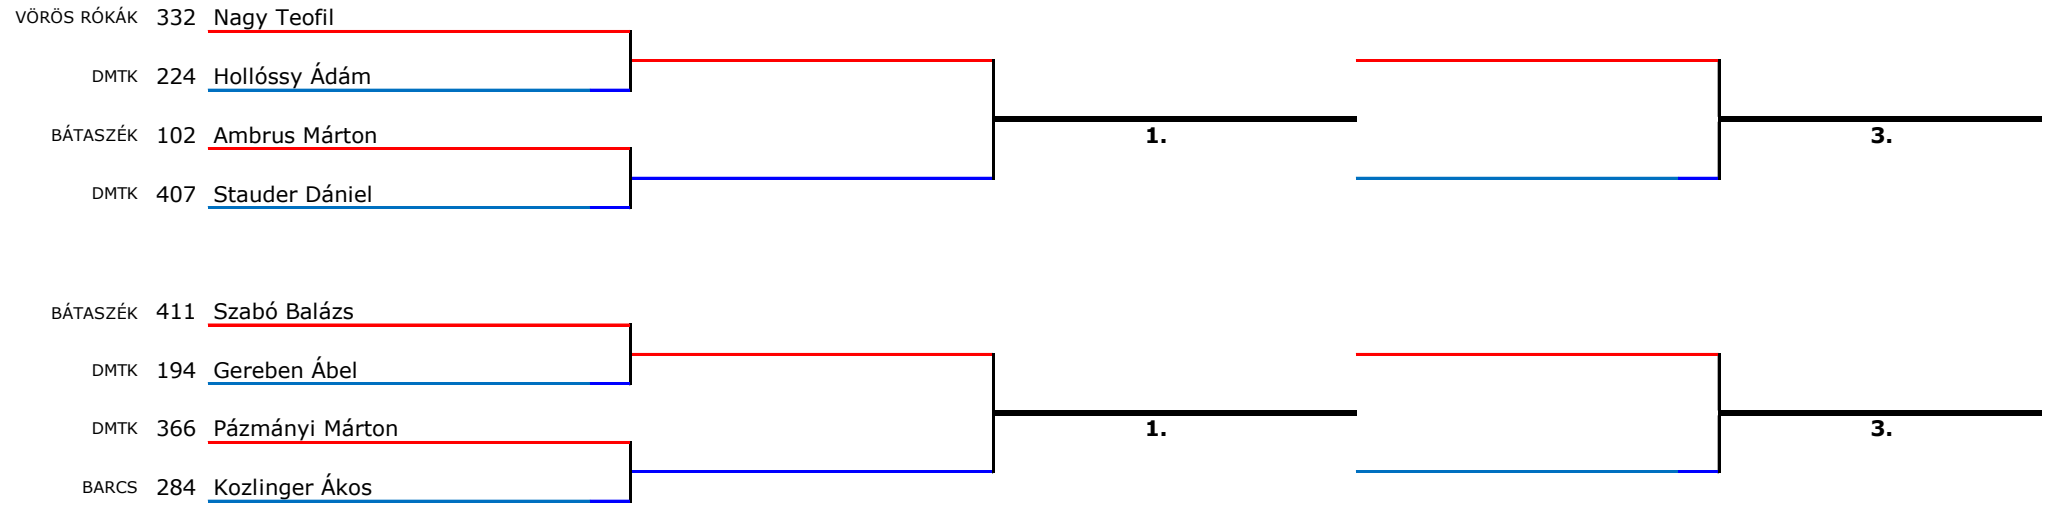 VÖRÖS RÓKÁK 332 Nagy Teofil
DMTK 224 Hollóssy Ádám
BÁTASZÉK 102 Ambrus Márton 1. 3.
DMTK 407 Stauder Dániel
BÁTASZÉK 411 Szabó Balázs
DMTK 194 Gereben Ábel
DMTK 366 Pázmányi Márton 1. 3.
BARCS 284 Kozlinger Ákos